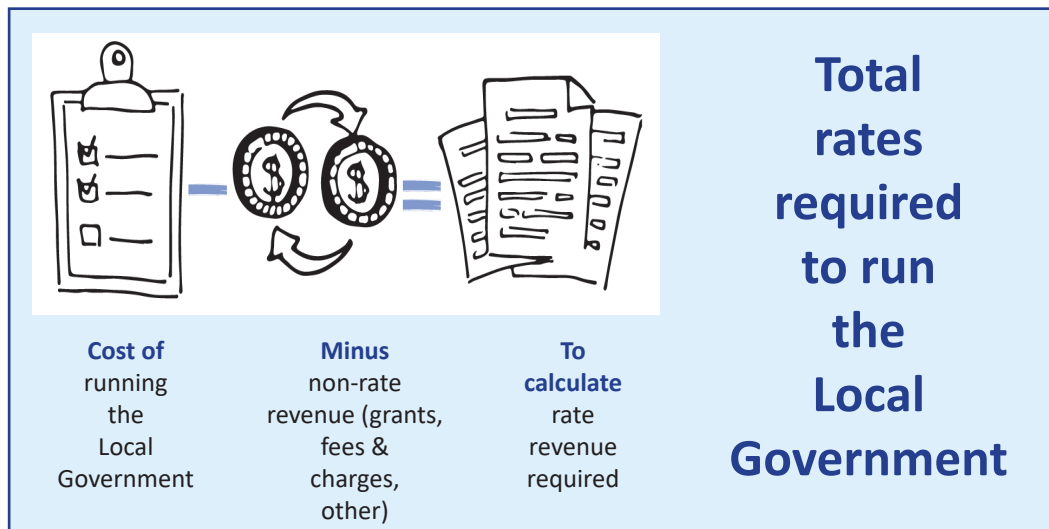 Cost of
running
the
Local
Government
Minus
non-rate
revenue (grants,
fees &
charges,
other)
To
calculate
rate
revenue
required
Total
rates
required
to run
the
Local
Government